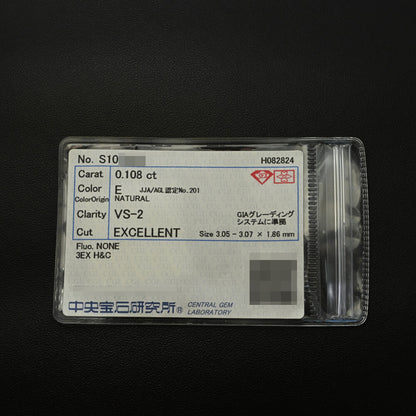 No. S10 H082824
Carat 0.108 ct
Color E JJA/AGL認定No.201
ColorOrigin NATURAL
Clarity VS-2 GIAグレーディング
システムに準拠
Cut EXCELLENT Size 3.05 - 3.07 × 1.86 mm
Fluo. NONE
3EX H&C
中央宝石研究所® CENTRAL GEM
LABORATORY